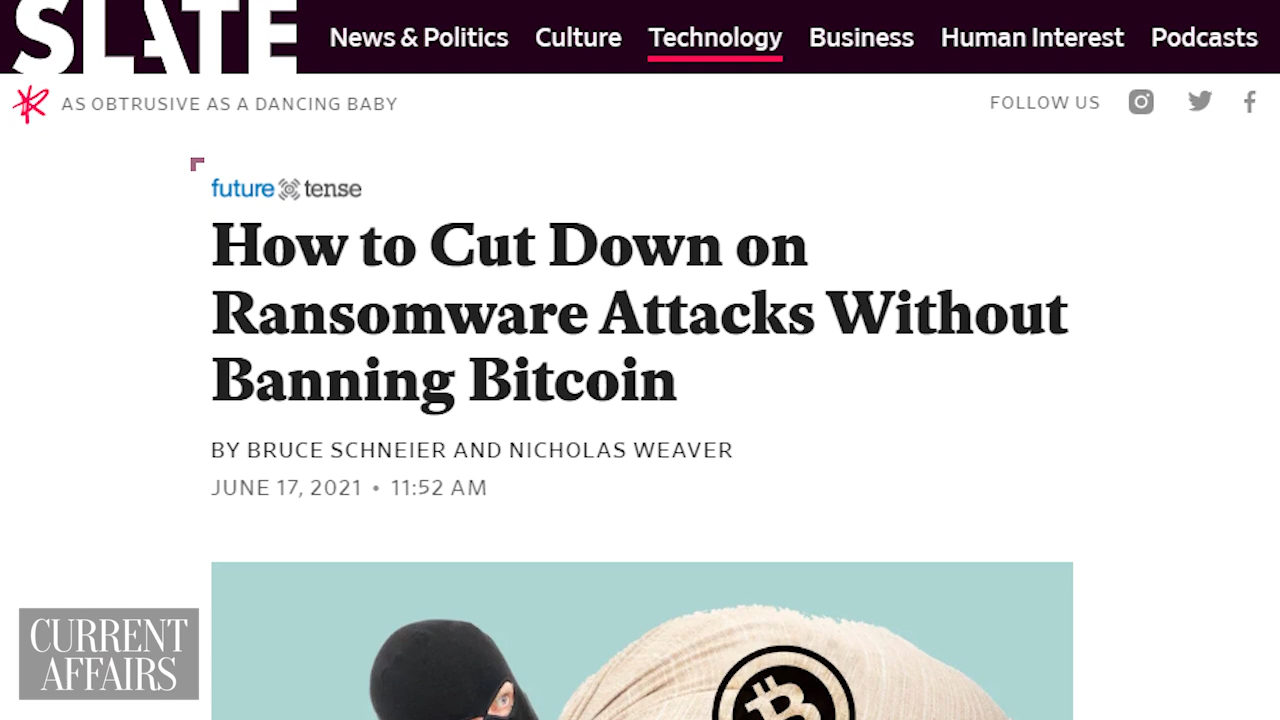 SLATE
News & Politics Culture Technology Business Human Interest Podcasts
AS OBTRUSIVE AS A DANCING BABY
FOLLOW US
future tense
How to Cut Down on
Ransomware Attacks Without
Banning Bitcoin
BY BRUCE SCHNEIER AND NICHOLAS WEAVER
JUNE 17, 2021 • 11:52 AM
CURRENT
AFFAIRS